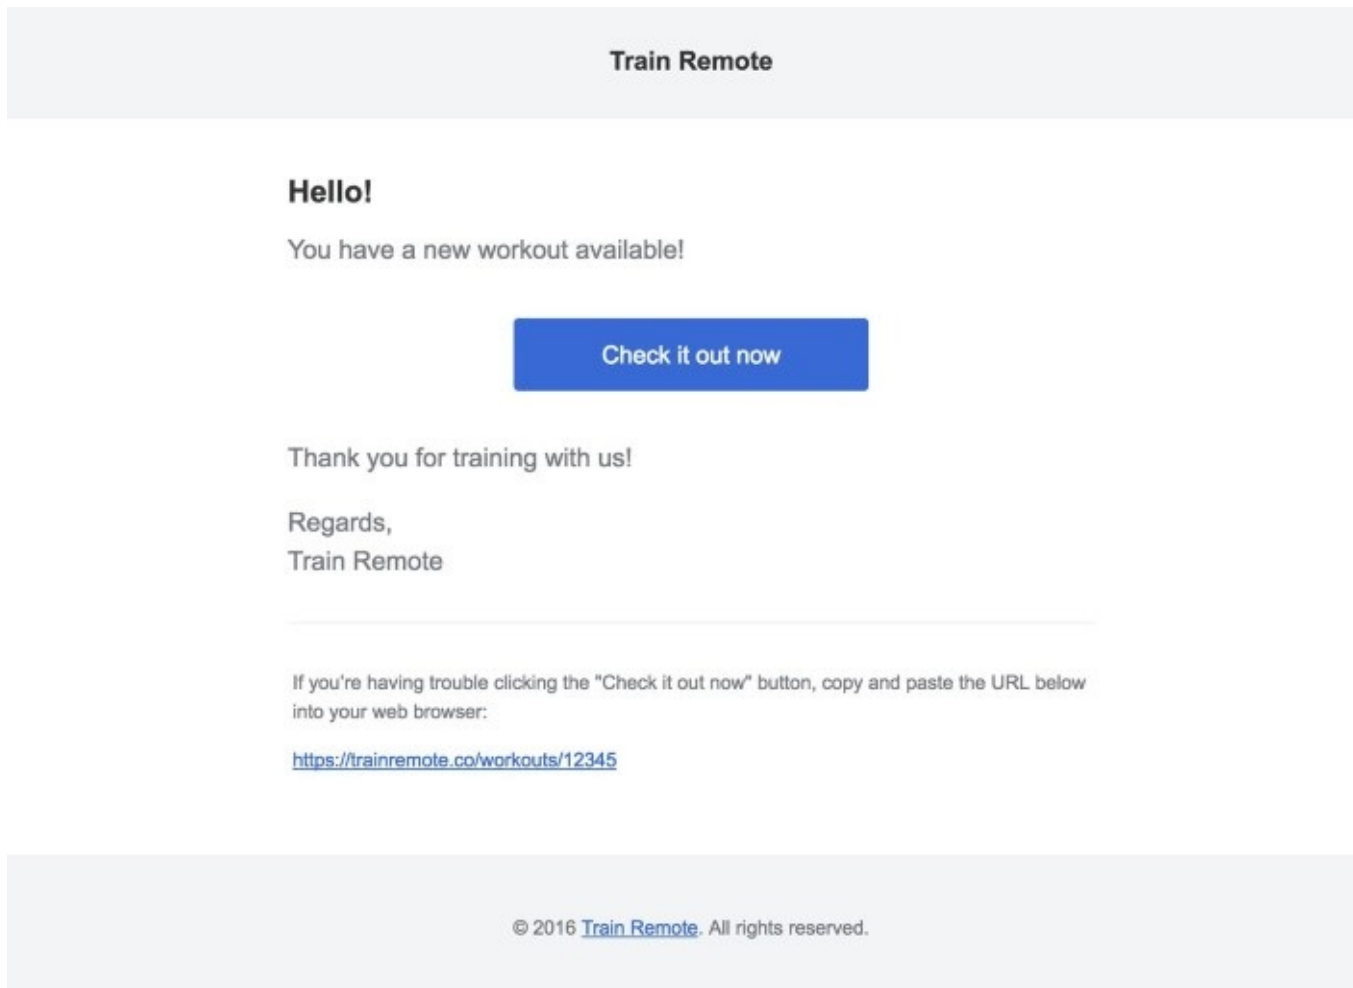 Train Remote
Hello!
You have a new workout available!
Check it out now
Thank you for training with us!
Regards,
Train Remote
If you're having trouble clicking the "Check it out now" button, copy and paste the URL below
into your web browser:
https://trainremote.co/workouts/12345
© 2016 Train Remote. All rights reserved.